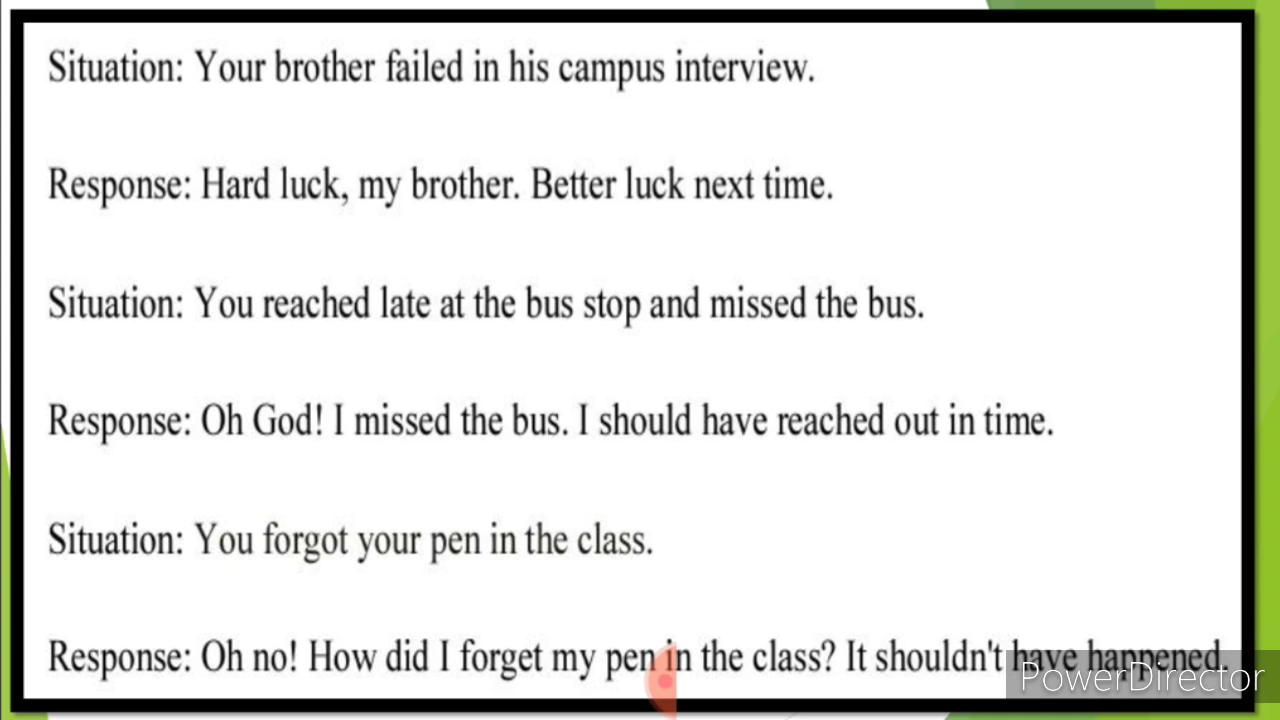 Situation: Your brother failed in his campus interview.
Response: Hard luck, my brother. Better luck next time.
Situation: You reached late at the bus stop and missed the bus.
Response: Oh God! I missed the bus. I should have reached out in time.
Situation: You forgot your pen in the class.
Response: Oh no! How did I forget my pen in the class? It shouldn't have happened.
PowerDirector